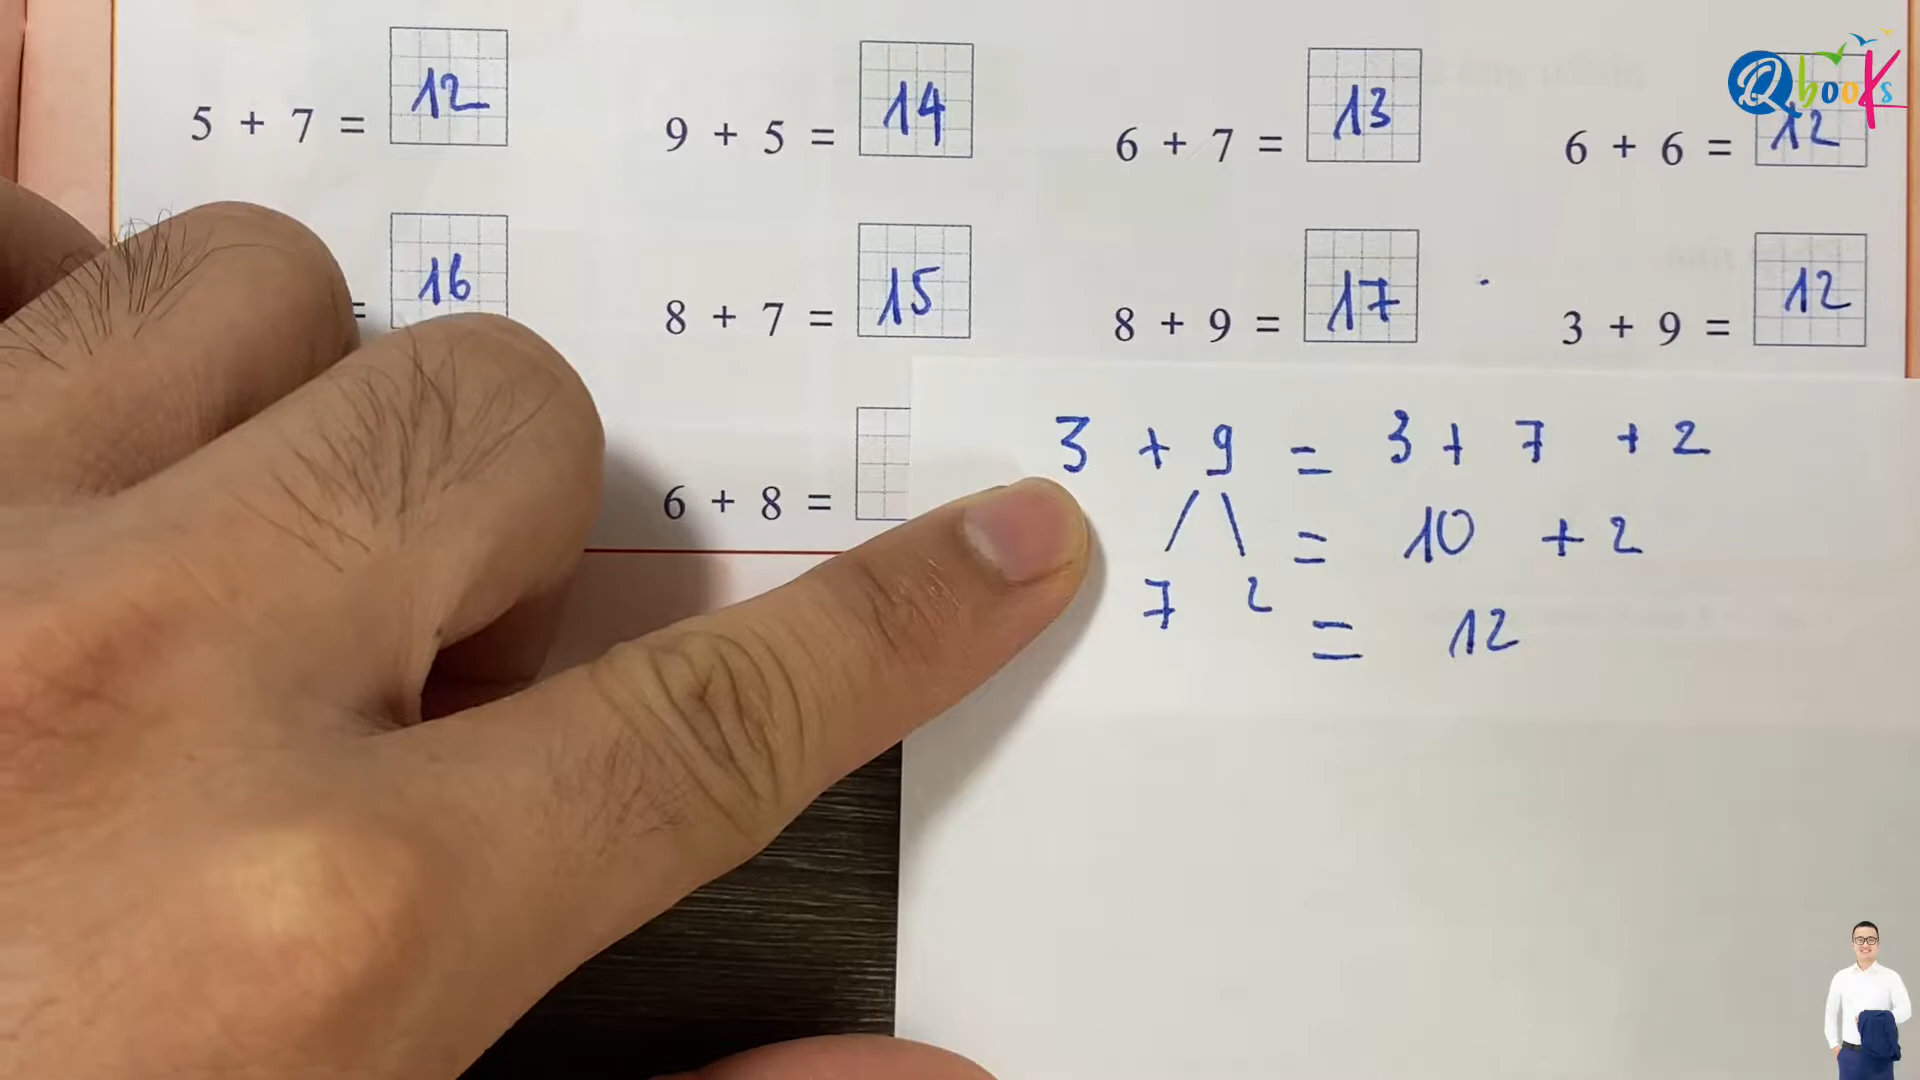 Qbooks
5 + 7 = 12
9 + 5 = 14
6 + 7 = 13
6 + 6 = 12
= 16
8 + 7 = 15
8 + 9 = 17
3 + 9 = 12
6 + 8 =
3 + 9 = 3 + 7 + 2
= 10 + 2
7 2
= 12